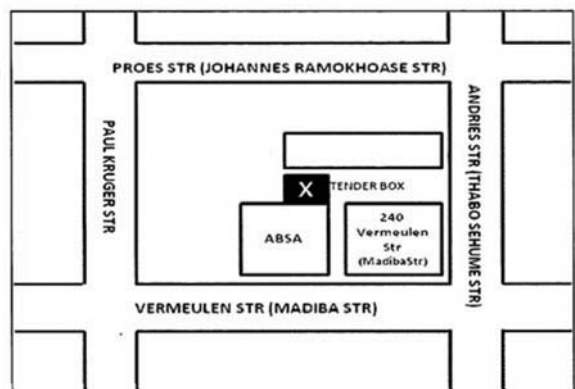 PROES STR (JOHANNES RAMOKHOASE STR)
PAUL KRUGER STR
ANDRIES STR (THABO SEHUME STR)
X
TENDER BOX
ABSA
240
Vermeulen
Str
(MadibaStr)
VERMEULEN STR (MADIBA STR)